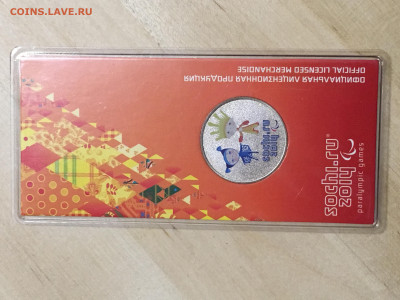 COINS.LAVE.RU
ОФИЦИАЛЬНАЯ ЛИЦЕНЗИОННАЯ ПРОДУКЦИЯ
OFFICIAL LICENSED MERCHANDISE
sochi.ru
2014
paralympic games